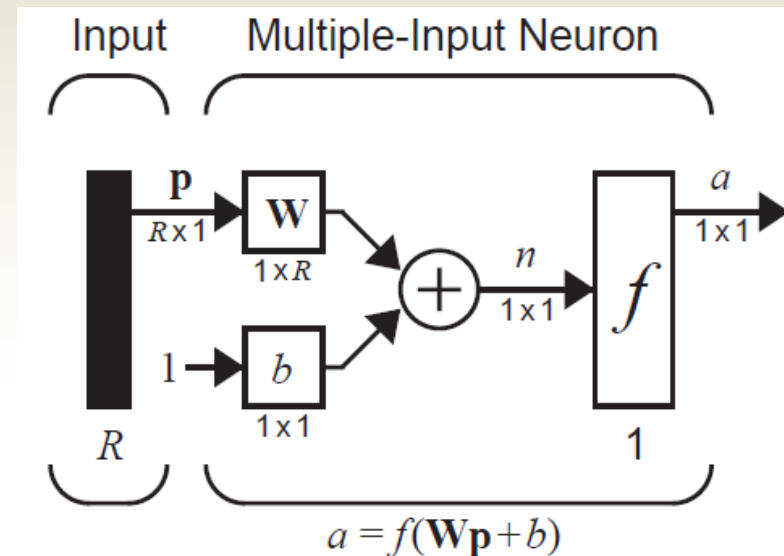 Input Multiple-Input Neuron
p W a
R x 1 1 x R n 1 x 1
1 x 1 f
1 b
1 x 1
R 1
a = f(Wp + b)